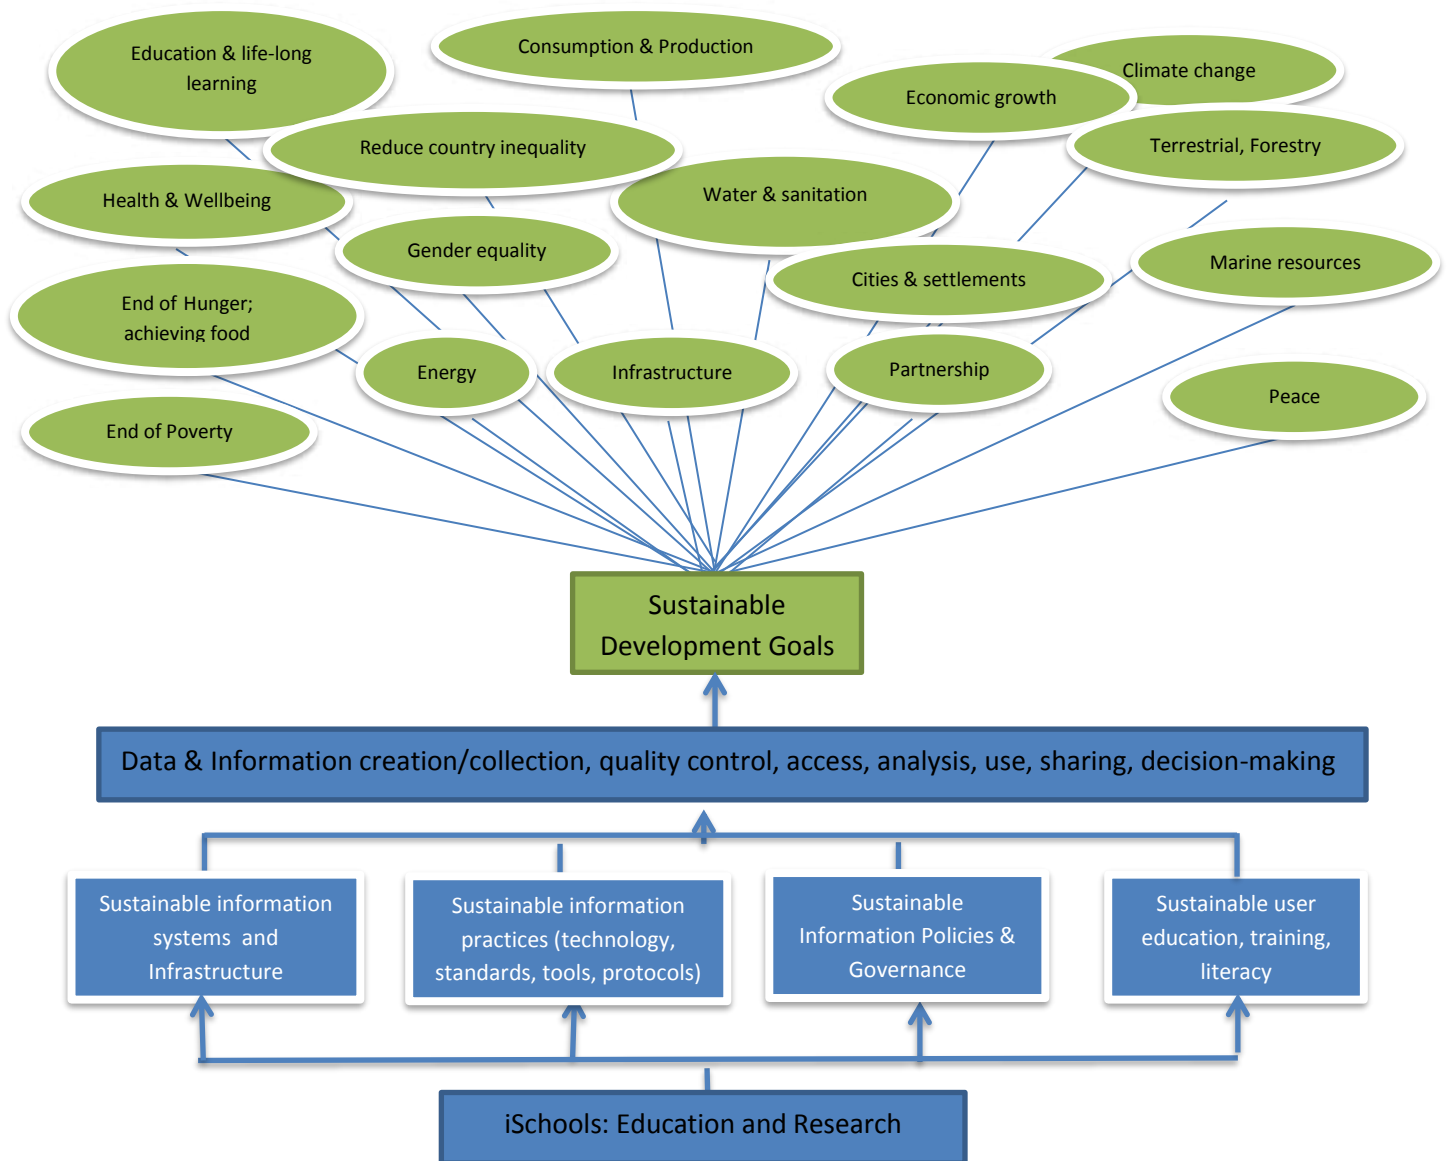 Education & life-long
learning
Consumption & Production
Climate change
Economic growth
Reduce country inequality
Terrestrial, Forestry
Health & Wellbeing
Water & sanitation
Gender equality
Marine resources
Cities & settlements
End of Hunger;
achieving food
Energy
Infrastructure
Partnership
Peace
End of Poverty
Sustainable
Development Goals
Data & Information creation/collection, quality control, access, analysis, use, sharing, decision-making
Sustainable information
systems and
Infrastructure
Sustainable information
practices (technology,
standards, tools, protocols)
Sustainable
Information Policies &
Governance
Sustainable user
education, training,
literacy
iSchools: Education and Research